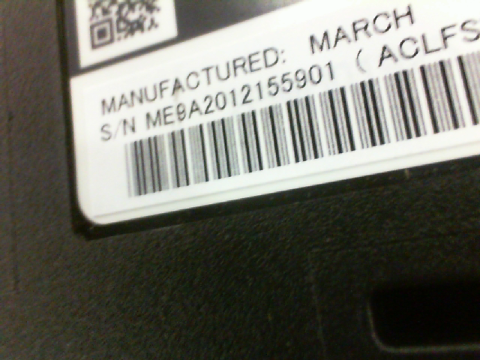 MANUFACTURED: MARCH
S/N ME9A2012155901 ( ACLFS